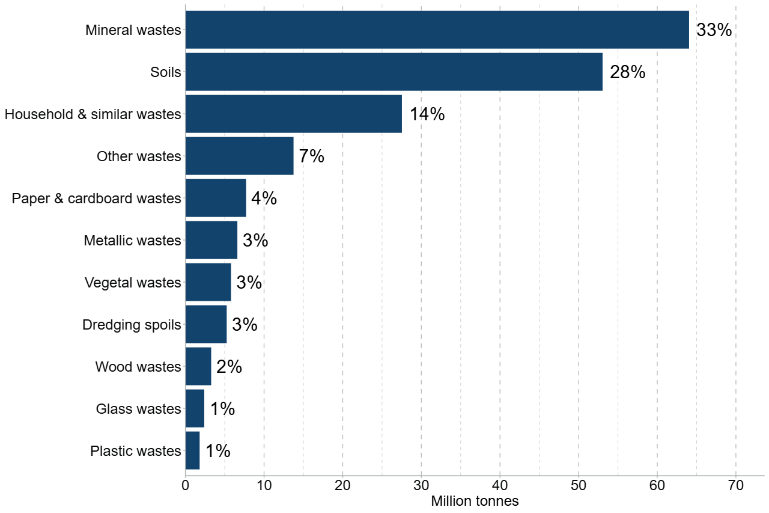 Mineral wastes 33%
Soils 28%
Household & similar wastes 14%
Other wastes 7%
Paper & cardboard wastes 4%
Metallic wastes 3%
Vegetal wastes 3%
Dredging spoils 3%
Wood wastes 2%
Glass wastes 1%
Plastic wastes 1%
0 10 20 30 40 50 60 70
Million tonnes